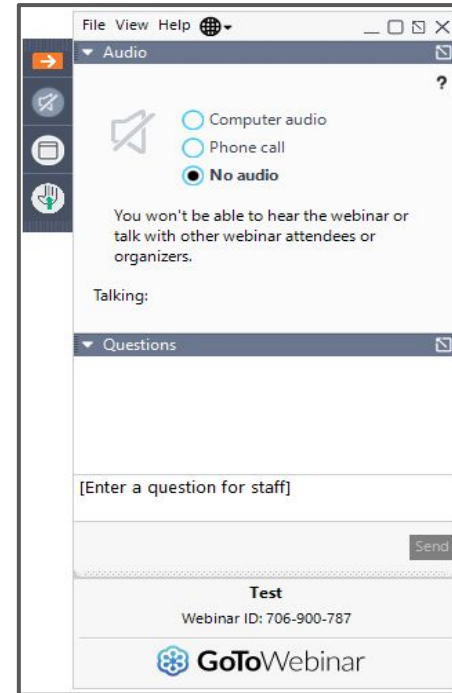 File View Help
Audio
?
Computer audio
Phone call
No audio
You won't be able to hear the webinar or
talk with other webinar attendees or
organizers.
Talking:
Questions
[Enter a question for staff]
Send
Test
Webinar ID: 706-900-787
GoToWebinar